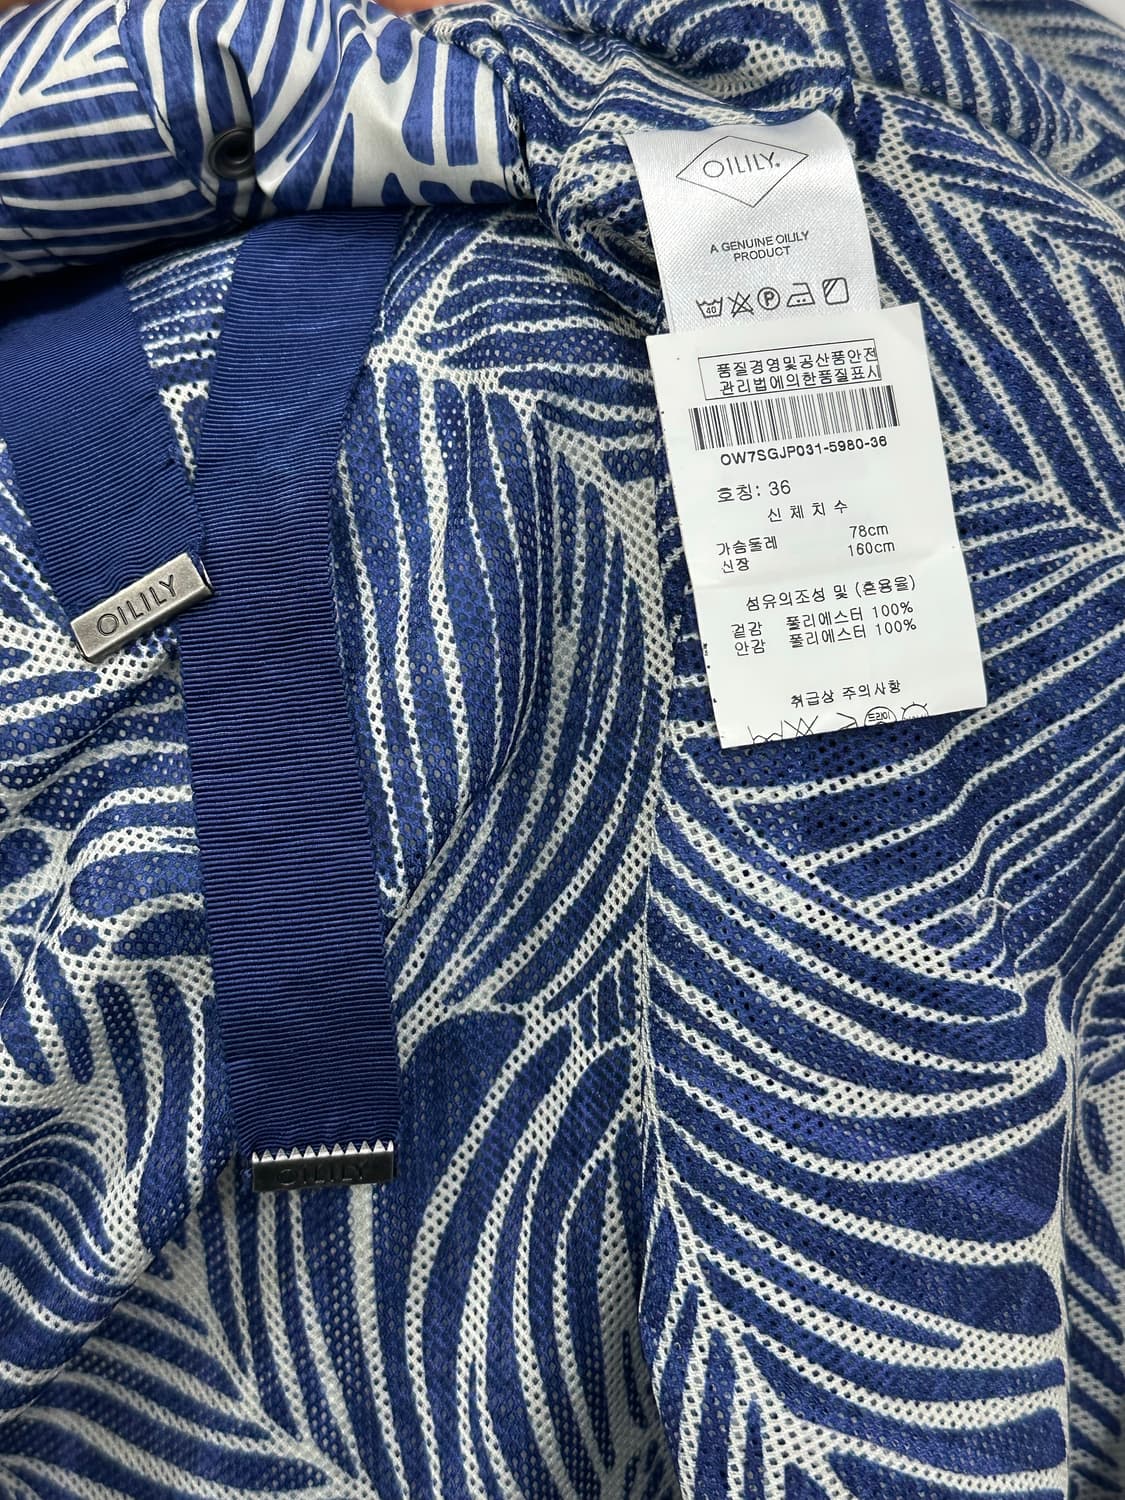 OILILY.
A GENUINE OILILY
PRODUCT
40 P
품질경영및공산품안전
관리법에의한품질표시
OW7SGJP031-5980-36
호칭: 36
신체치수
가슴둘레 78cm
신장 160cm
섬유의조성 및 (혼용율)
겉감 폴리에스터 100%
안감 폴리에스터 100%
취급상 주의사항
드라이
OILILY
OILILY